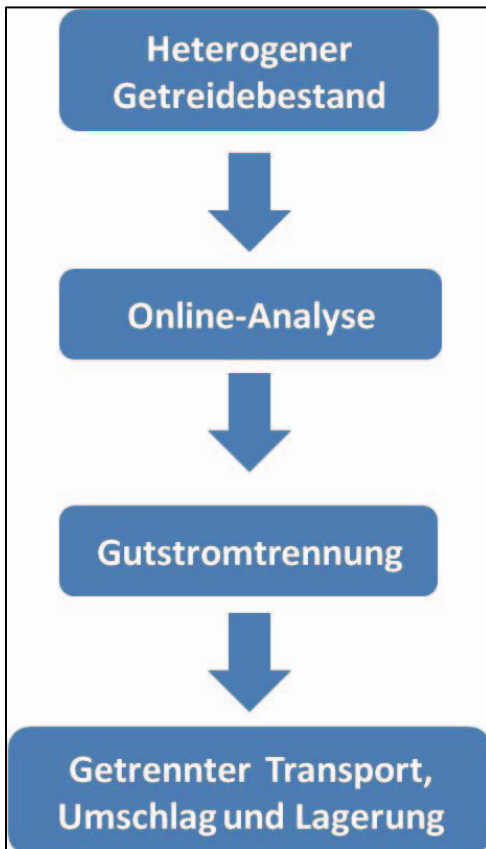 Heterogener
Getreidebestand
Online-Analyse
Gutstromtrennung
Getrennter Transport,
Umschlag und Lagerung